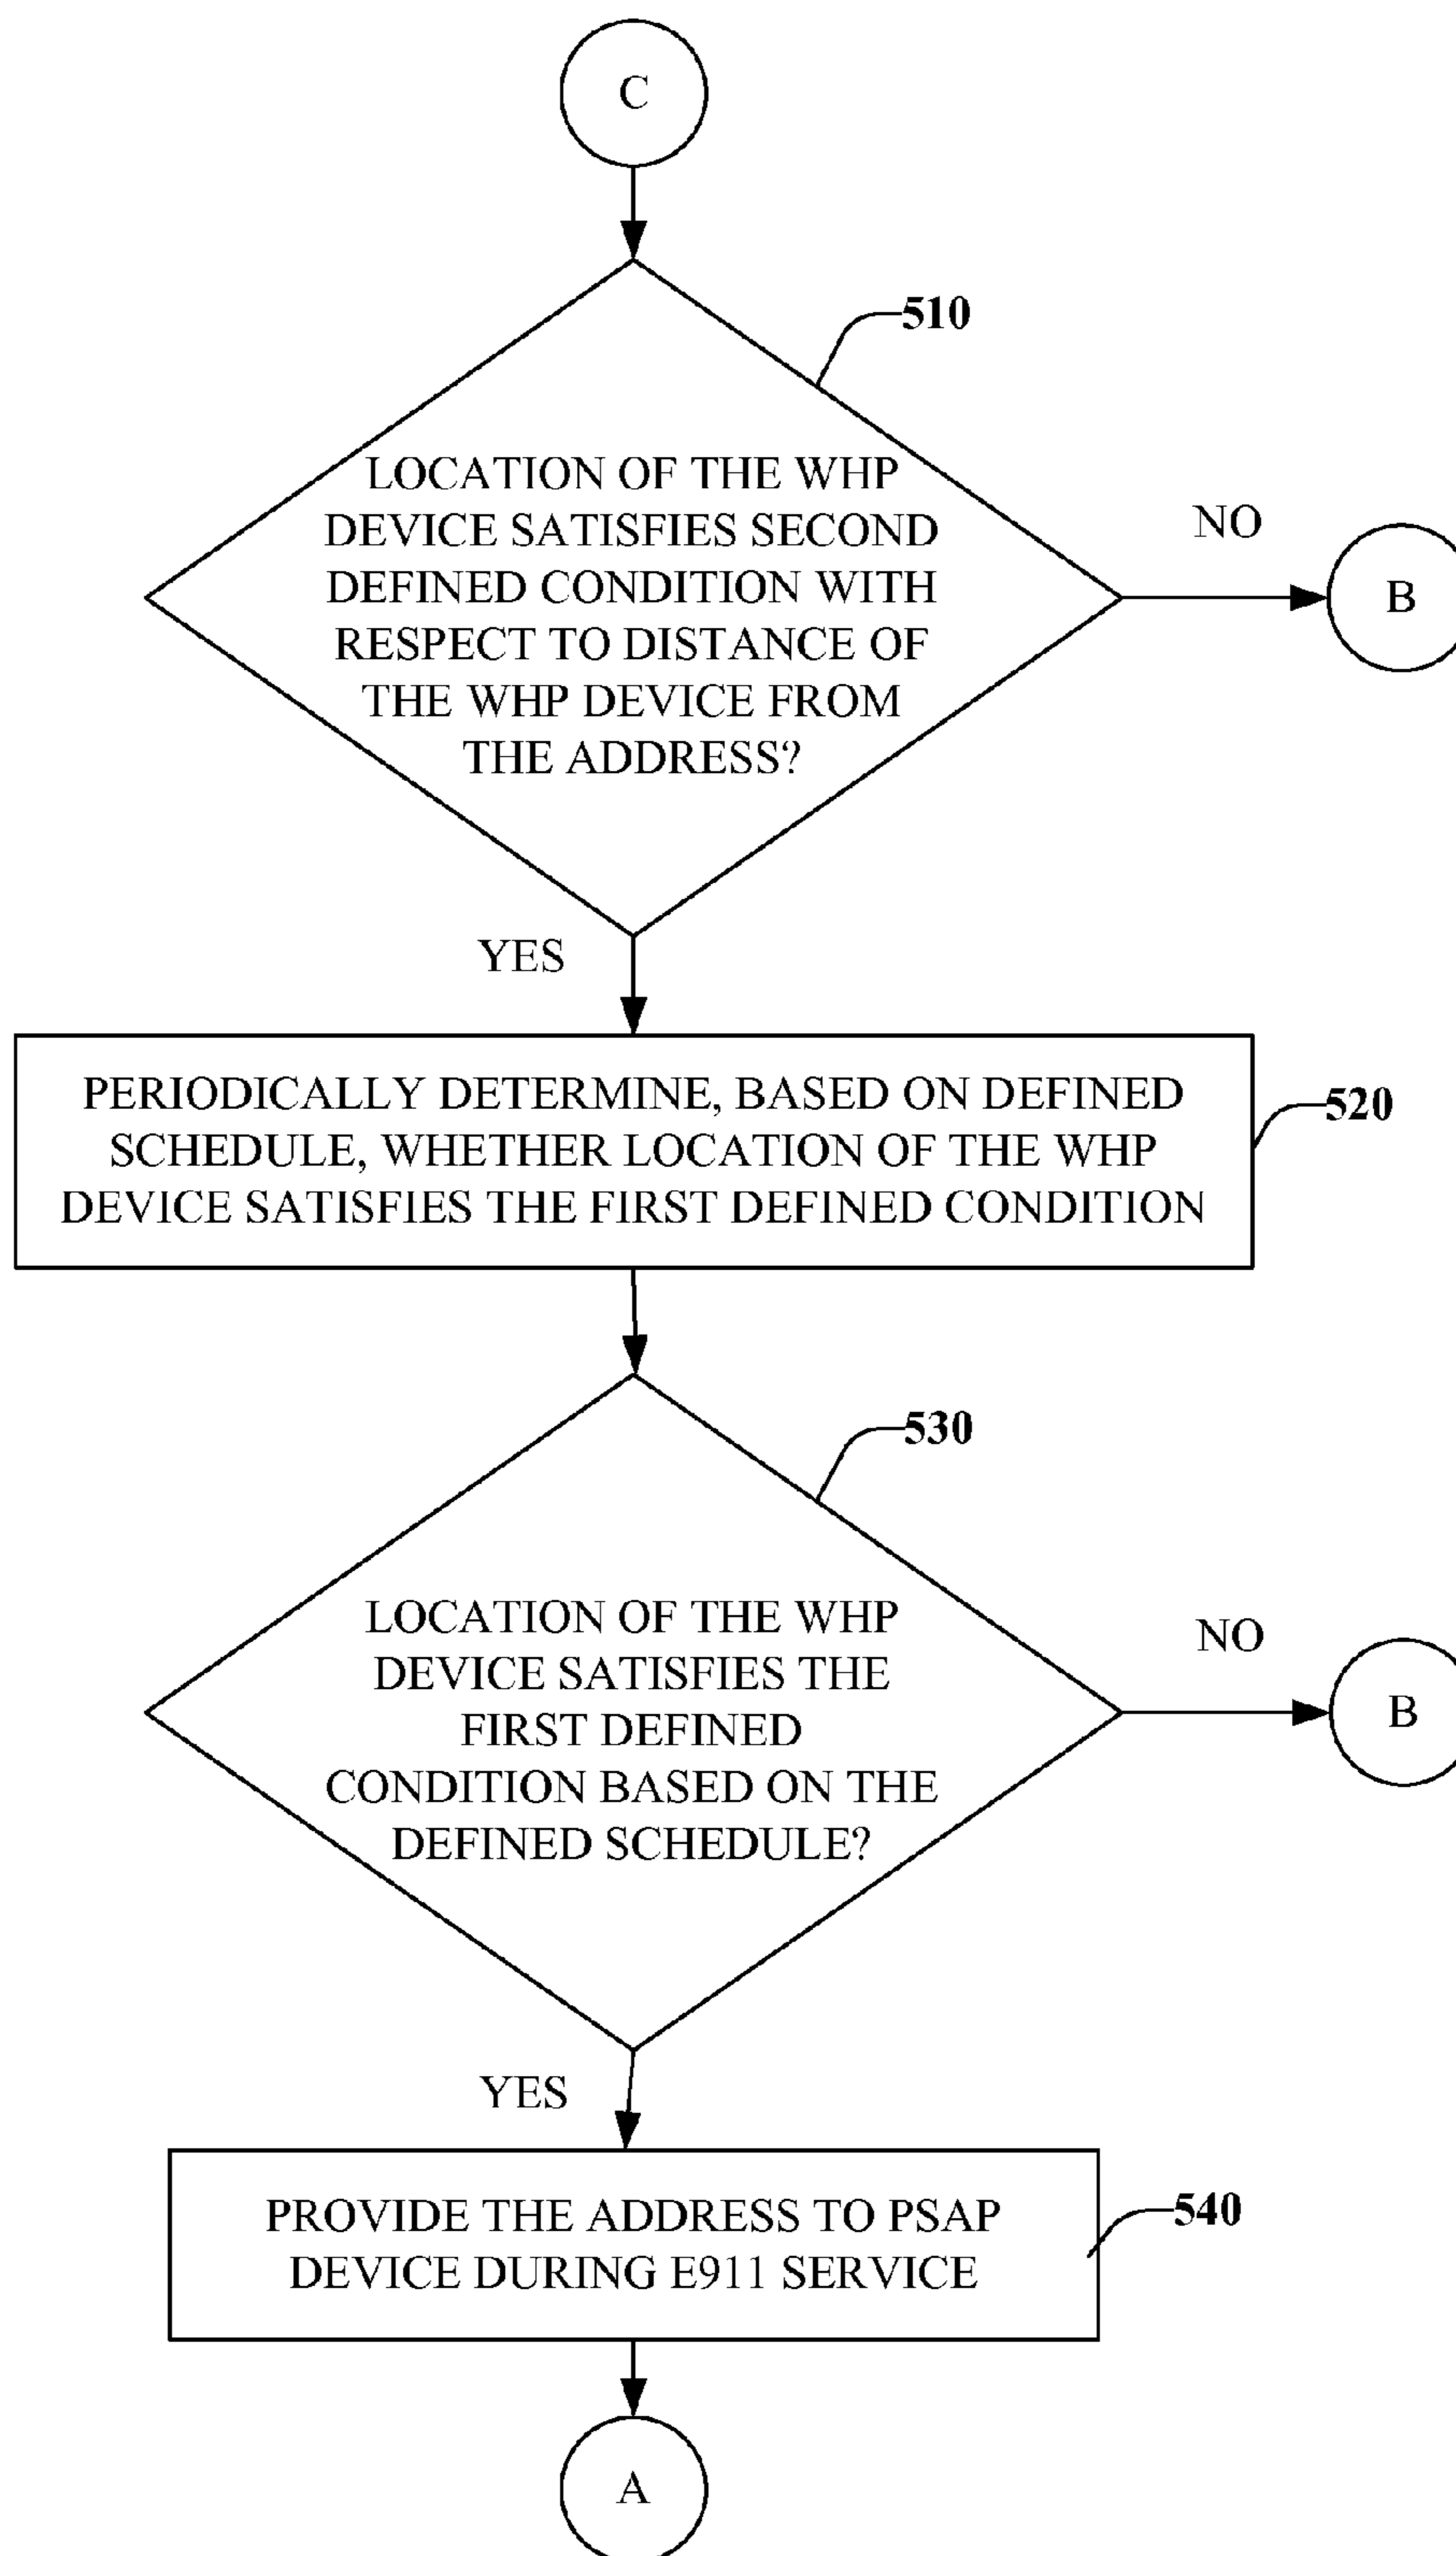 C
510
LOCATION OF THE WHP
DEVICE SATISFIES SECOND
DEFINED CONDITION WITH
RESPECT TO DISTANCE OF
THE WHP DEVICE FROM
THE ADDRESS?
NO
B
YES
PERIODICALLY DETERMINE, BASED ON DEFINED
SCHEDULE, WHETHER LOCATION OF THE WHP
DEVICE SATISFIES THE FIRST DEFINED CONDITION
520
530
LOCATION OF THE WHP
DEVICE SATISFIES THE
FIRST DEFINED
CONDITION BASED ON THE
DEFINED SCHEDULE?
NO
B
YES
PROVIDE THE ADDRESS TO PSAP
DEVICE DURING E911 SERVICE
540
A